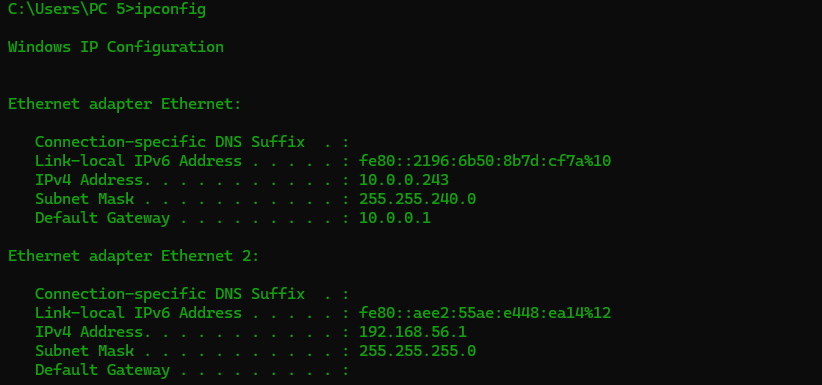 C:\Users\PC 5>ipconfig
Windows IP Configuration
Ethernet adapter Ethernet:
Connection-specific DNS Suffix  . :
Link-local IPv6 Address . . . . . : fe80::2196:6b50:8b7d:cf7a%10
IPv4 Address. . . . . . . . . . . : 10.0.0.243
Subnet Mask . . . . . . . . . . . : 255.255.240.0
Default Gateway . . . . . . . . . : 10.0.0.1
Ethernet adapter Ethernet 2:
Connection-specific DNS Suffix  . :
Link-local IPv6 Address . . . . . : fe80::aee2:55ae:e448:ea14%12
IPv4 Address. . . . . . . . . . . : 192.168.56.1
Subnet Mask . . . . . . . . . . . : 255.255.255.0
Default Gateway . . . . . . . . . :